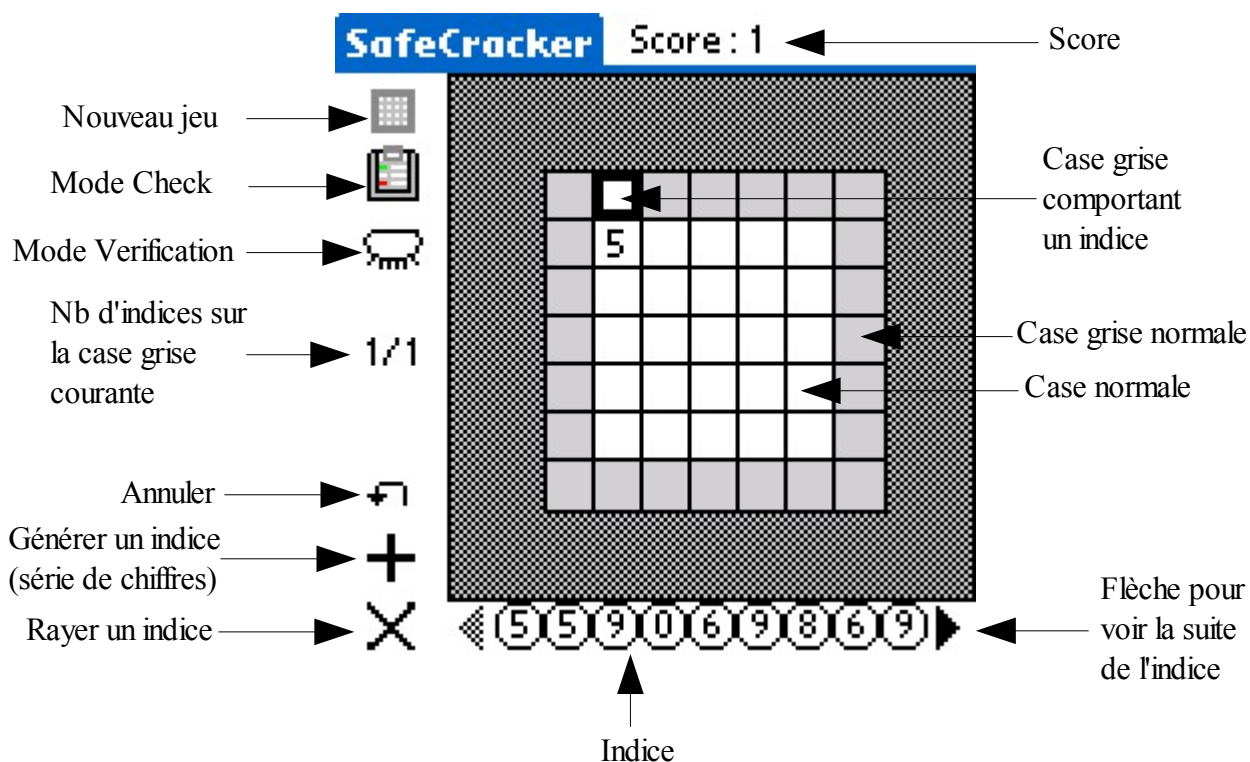 SafeCracker Score : 1
Score
Nouveau jeu
Mode Check
Mode Verification
Nb d'indices sur
la case grise
courante
1/1
Case grise
comportant
un indice
5
Case grise normale
Case normale
Annuler
Générer un indice
(série de chiffres)
Rayer un indice
5 5 9 0 6 9 8 6 9
Flèche pour
voir la suite
de l'indice
Indice